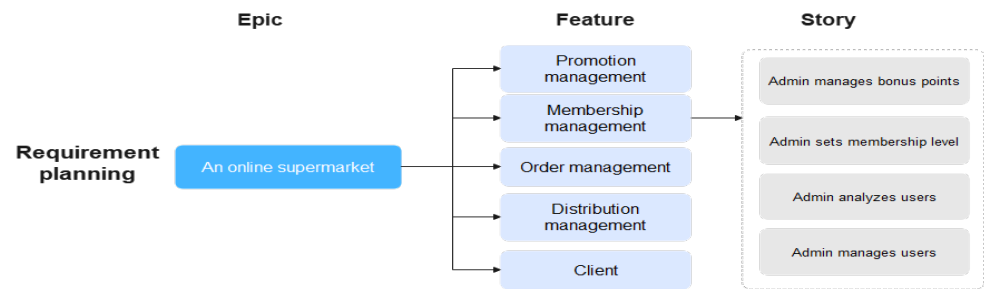 Epic
Feature
Story
Requirement
planning
An online supermarket
Promotion
management
Membership
management
Order management
Distribution
management
Client
Admin manages bonus points
Admin sets membership level
Admin analyzes users
Admin manages users